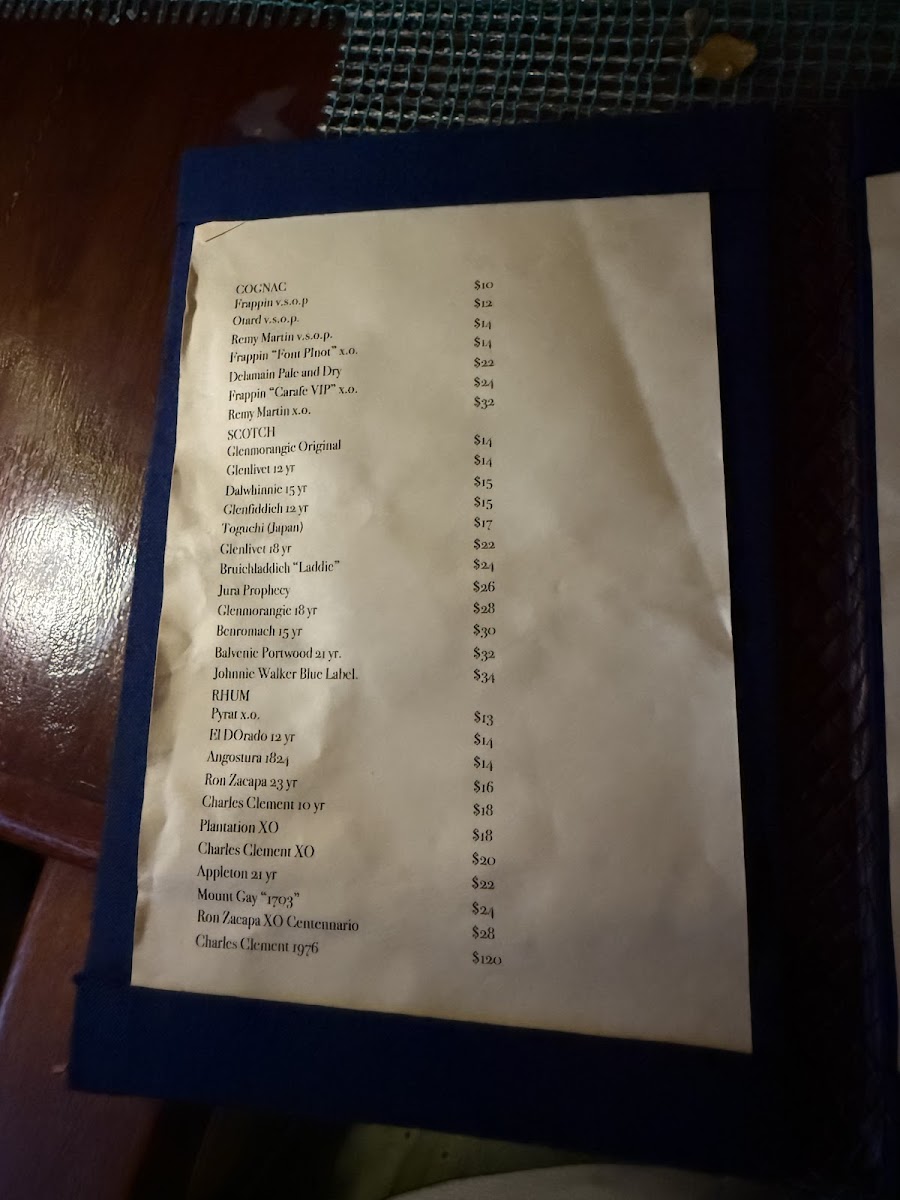 COGNAC
Frappin v.s.o.p $10
Otard v.s.o.p. $12
Remy Martin v.s.o.p. $14
Frappin "Font PInot" x.o. $14
Delamain Pale and Dry $22
Frappin "Carafe VIP" x.o. $24
Remy Martin x.o. $32
SCOTCH
Glenmorangie Original $14
Glenlivet 12 yr $14
Dalwhinnie 15 yr $15
Glenfiddich 12 yr $15
Toguchi (Japan) $17
Glenlivet 18 yr $22
Bruichladdich "Laddie" $24
Jura Prophecy $26
Glenmorangie 18 yr $28
Benromach 15 yr $30
Balvenie Portwood 21 yr. $32
Johnnie Walker Blue Label. $34
RHUM
Pyrat x.o. $13
El DOrado 12 yr $14
Angostura 1824 $14
Ron Zacapa 23 yr $16
Charles Clement 10 yr $18
Plantation XO $18
Charles Clement XO $20
Appleton 21 yr $22
Mount Gay "1703" $24
Ron Zacapa XO Centennario $28
Charles Clement 1976 $120